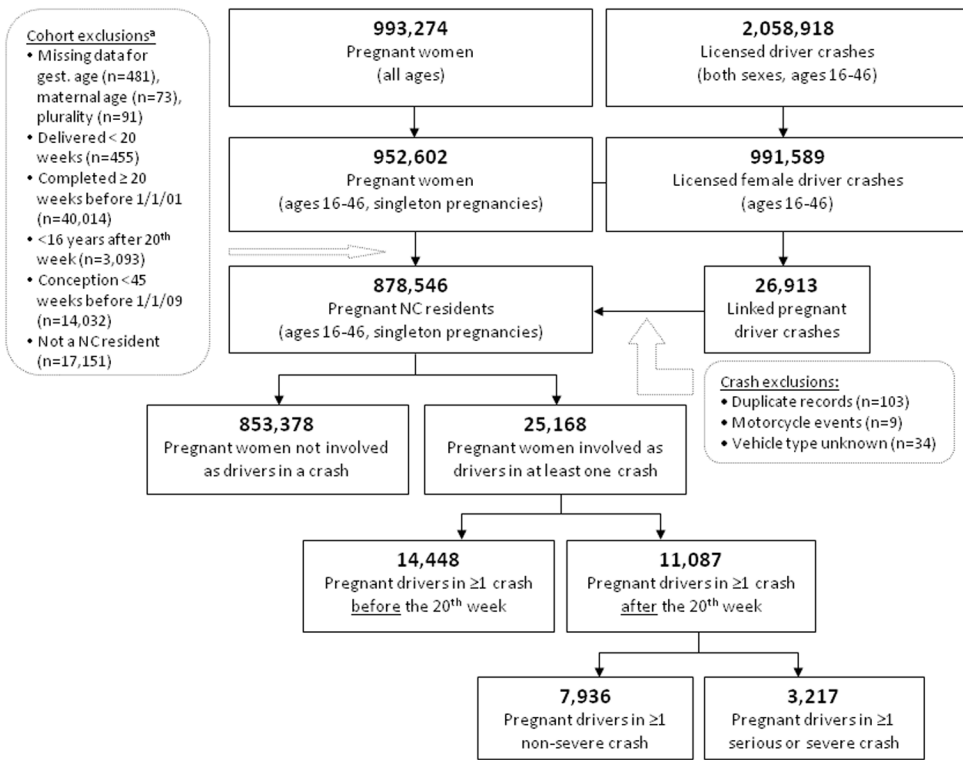 Cohort exclusionsᵃ
• Missing data for
gest. age (n=481),
maternal age (n=73),
plurality (n=91)
• Delivered < 20
weeks (n=455)
• Completed ≥ 20
weeks before 1/1/01
(n=40,014)
• <16 years after 20th
week (n=3,093)
• Conception <45
weeks before 1/1/09
(n=14,032)
• Not a NC resident
(n=17,151)
993,274
Pregnant women
(all ages)
2,058,918
Licensed driver crashes
(both sexes, ages 16-46)
952,602
Pregnant women
(ages 16-46, singleton pregnancies)
991,589
Licensed female driver crashes
(ages 16-46)
878,546
Pregnant NC residents
(ages 16-46, singleton pregnancies)
26,913
Linked pregnant
driver crashes
Crash exclusions:
• Duplicate records (n=103)
• Motorcycle events (n=9)
• Vehicle type unknown (n=34)
853,378
Pregnant women not involved
as drivers in a crash
25,168
Pregnant women involved as
drivers in at least one crash
14,448
Pregnant drivers in ≥1 crash
before the 20th week
11,087
Pregnant drivers in ≥1 crash
after the 20th week
7,936
Pregnant drivers in ≥1
non-severe crash
3,217
Pregnant drivers in ≥1
serious or severe crash